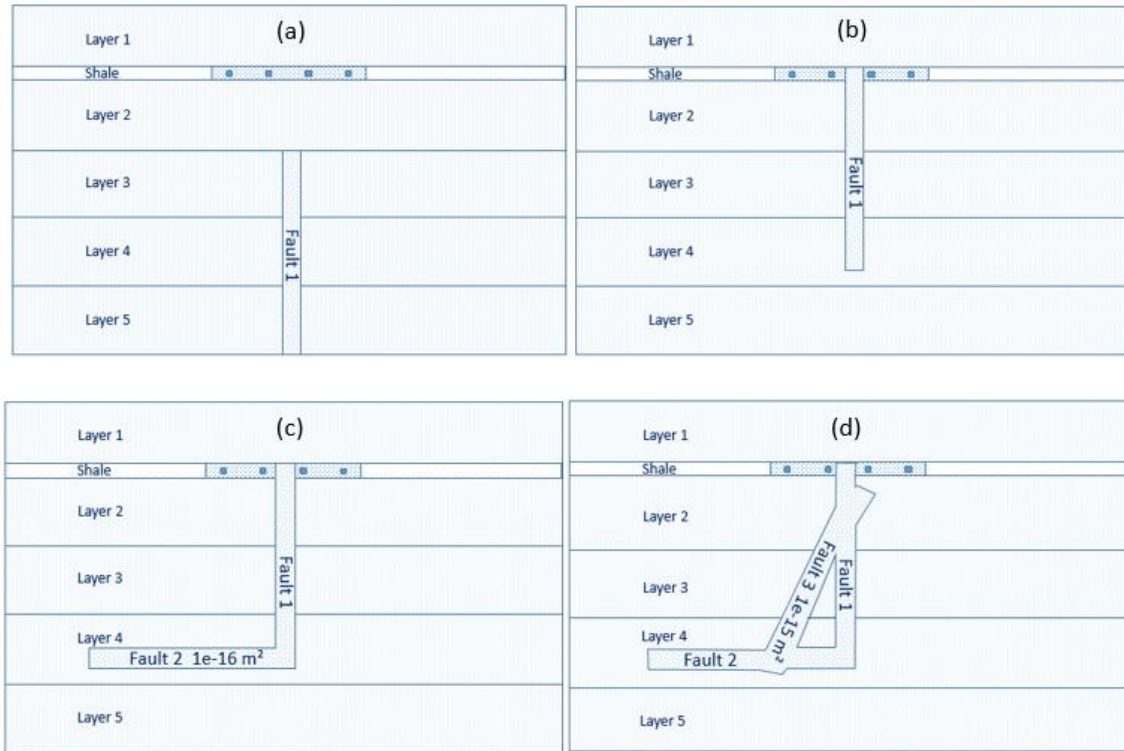 (a)
Layer 1
Shale
Layer 2
Layer 3
Layer 4
Fault 1
Layer 5
(b)
Layer 1
Shale
Layer 2
Layer 3
Fault 1
Layer 4
Layer 5
(c)
Layer 1
Shale
Layer 2
Layer 3
Fault 1
Layer 4
Fault 2 1e-16 m²
Layer 5
(d)
Layer 1
Shale
Layer 2
Layer 3
Fault 3 1e-15 m²
Fault 1
Layer 4
Fault 2
Layer 5